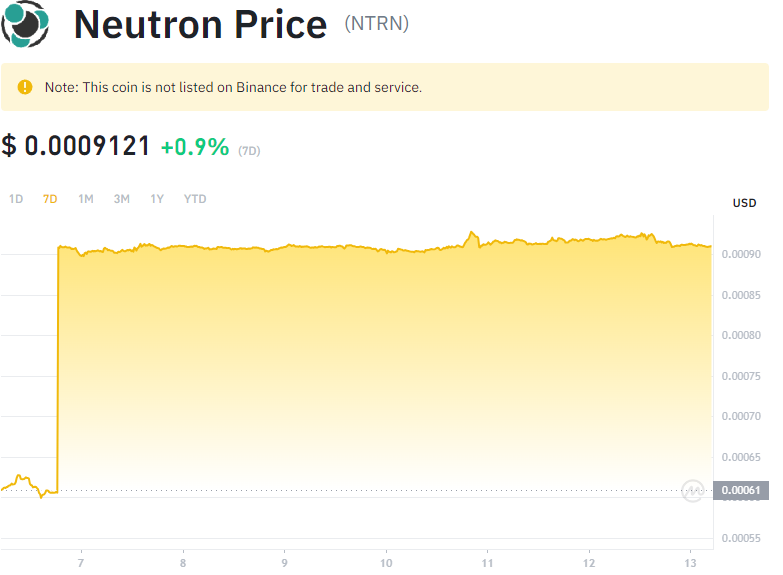 Neutron Price (NTRN)
Note: This coin is not listed on Binance for trade and service.
$ 0.0009121 +0.9% (7D)
1D 7D 1M 3M 1Y YTD
USD
0.00090
0.00085
0.00080
0.00075
0.00070
0.00065
0.00061
0.00055
7 8 9 10 11 12 13